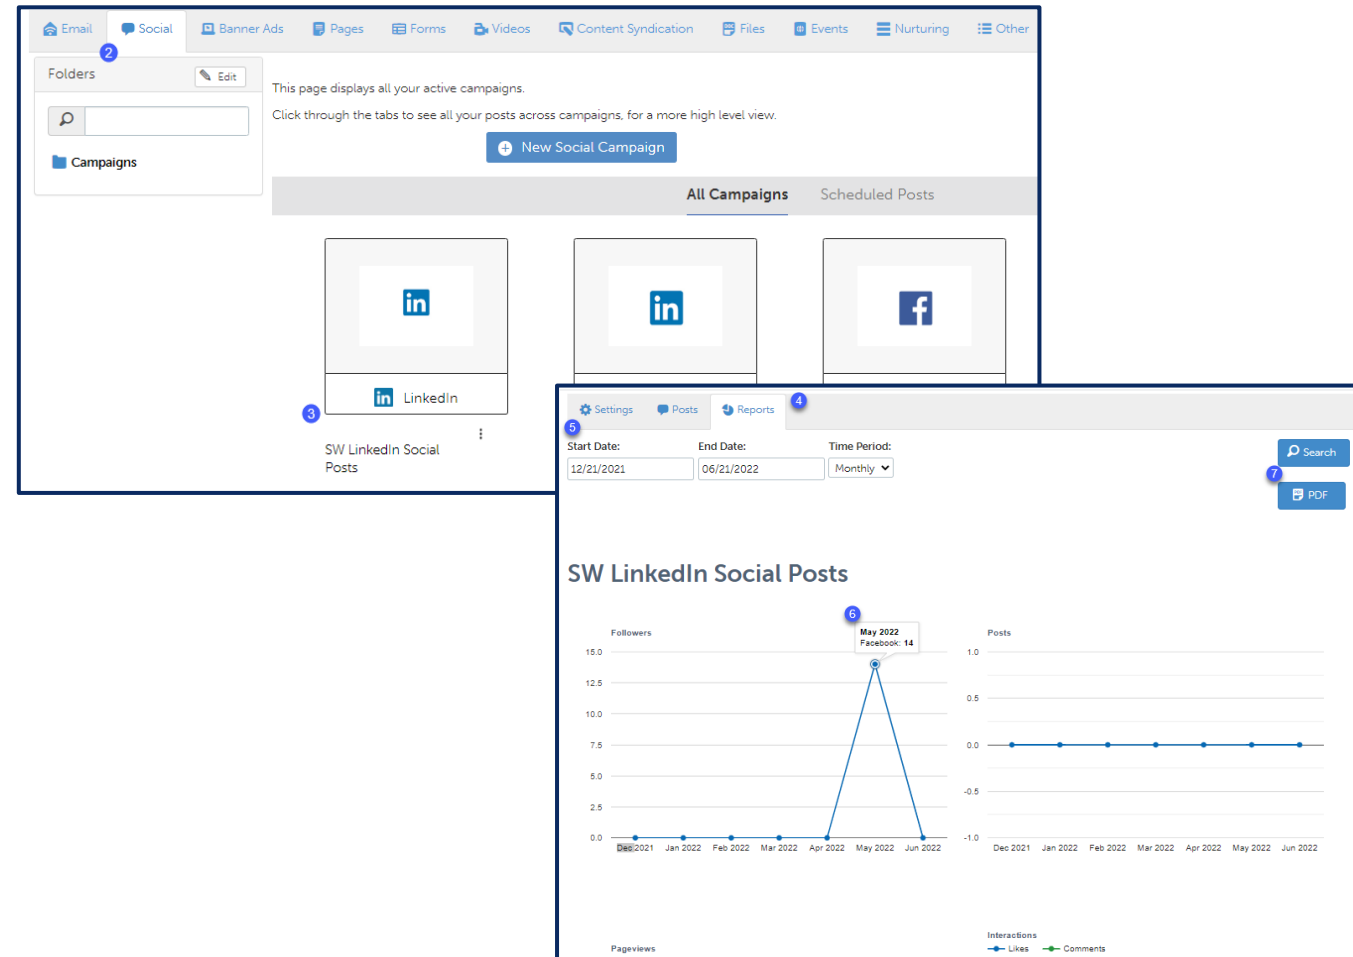 Email Social Banner Ads Pages Forms Videos Content Syndication Files Events Nurturing Other
2
Folders Edit
Campaigns
This page displays all your active campaigns.
Click through the tabs to see all your posts across campaigns, for a more high level view.
New Social Campaign
All Campaigns Scheduled Posts
in
in
f
in LinkedIn
3
SW LinkedIn Social
Posts
Settings Posts Reports 4
5
Start Date: End Date: Time Period:
12/21/2021 06/21/2022 Monthly
Search
7
PDF
SW LinkedIn Social Posts
6
Followers
May 2022
Facebook: 14
15.0
12.5
10.0
7.5
5.0
2.5
0.0
Dec 2021 Jan 2022 Feb 2022 Mar 2022 Apr 2022 May 2022 Jun 2022
Posts
1.0
0.5
0.0
-0.5
-1.0
Dec 2021 Jan 2022 Feb 2022 Mar 2022 Apr 2022 May 2022 Jun 2022
Pageviews
Interactions
Likes Comments